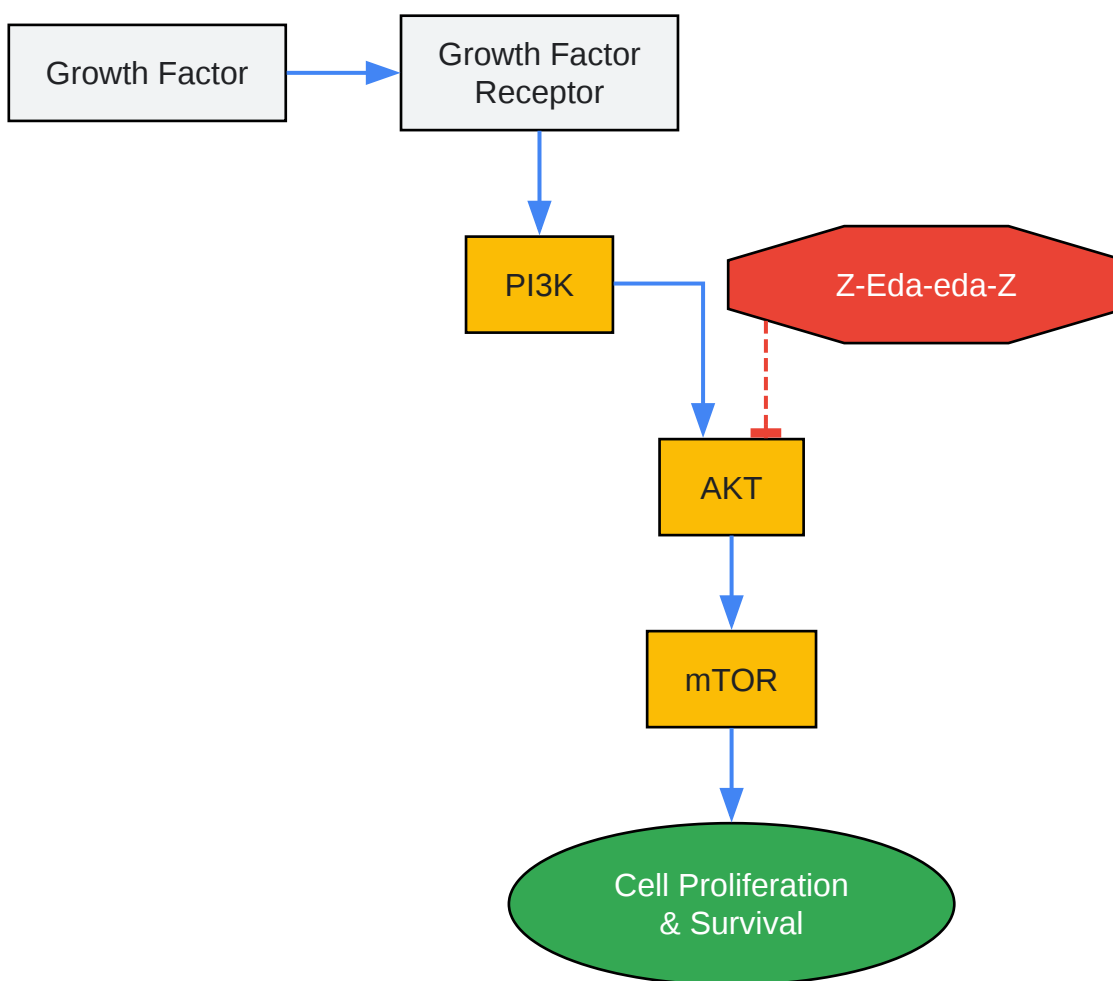 Growth Factor
Growth Factor
Receptor
PI3K
Z-Eda-eda-Z
AKT
mTOR
Cell Proliferation
& Survival